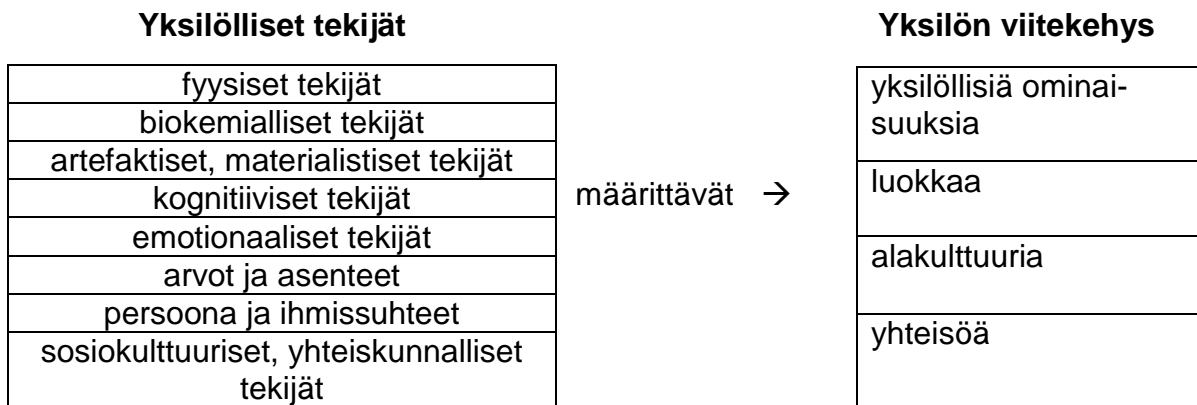 Yksilölliset tekijät
fyysiset tekijät
biokemialliset tekijät
artefaktiset, materialistiset tekijät
kognitiiviset tekijät
emotionaaliset tekijät
arvot ja asenteet
persoona ja ihmissuhteet
sosiokulttuuriset, yhteiskunnalliset
tekijät
määrittävät →
Yksilön viitekehys
yksilöllisiä ominai-
suuksia
luokkaa
alakulttuuria
yhteisöä